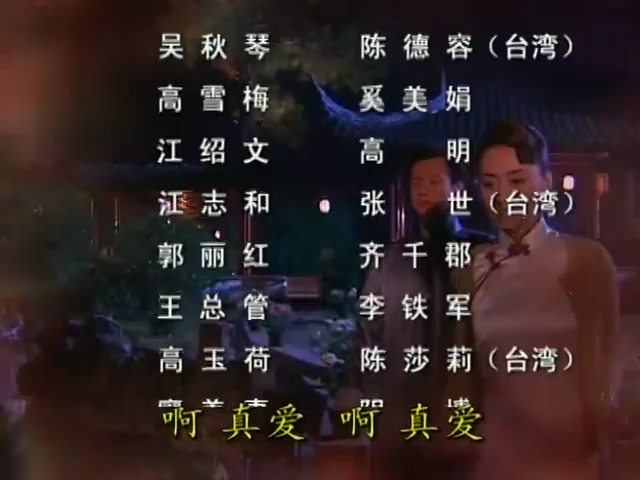 吴秋琴 陈德容（台湾）
高雪梅 奚美娟
江绍文 高明
江志和 张世（台湾）
郭丽红 齐千郡
王总管 李铁军
高玉荷 陈莎莉（台湾）
啊 真爱 啊 真爱